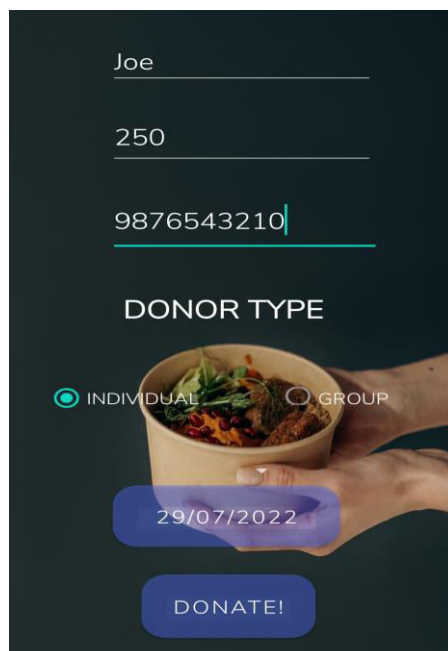 Joe
250
9876543210
DONOR TYPE
INDIVIDUAL GROUP
29/07/2022
DONATE!